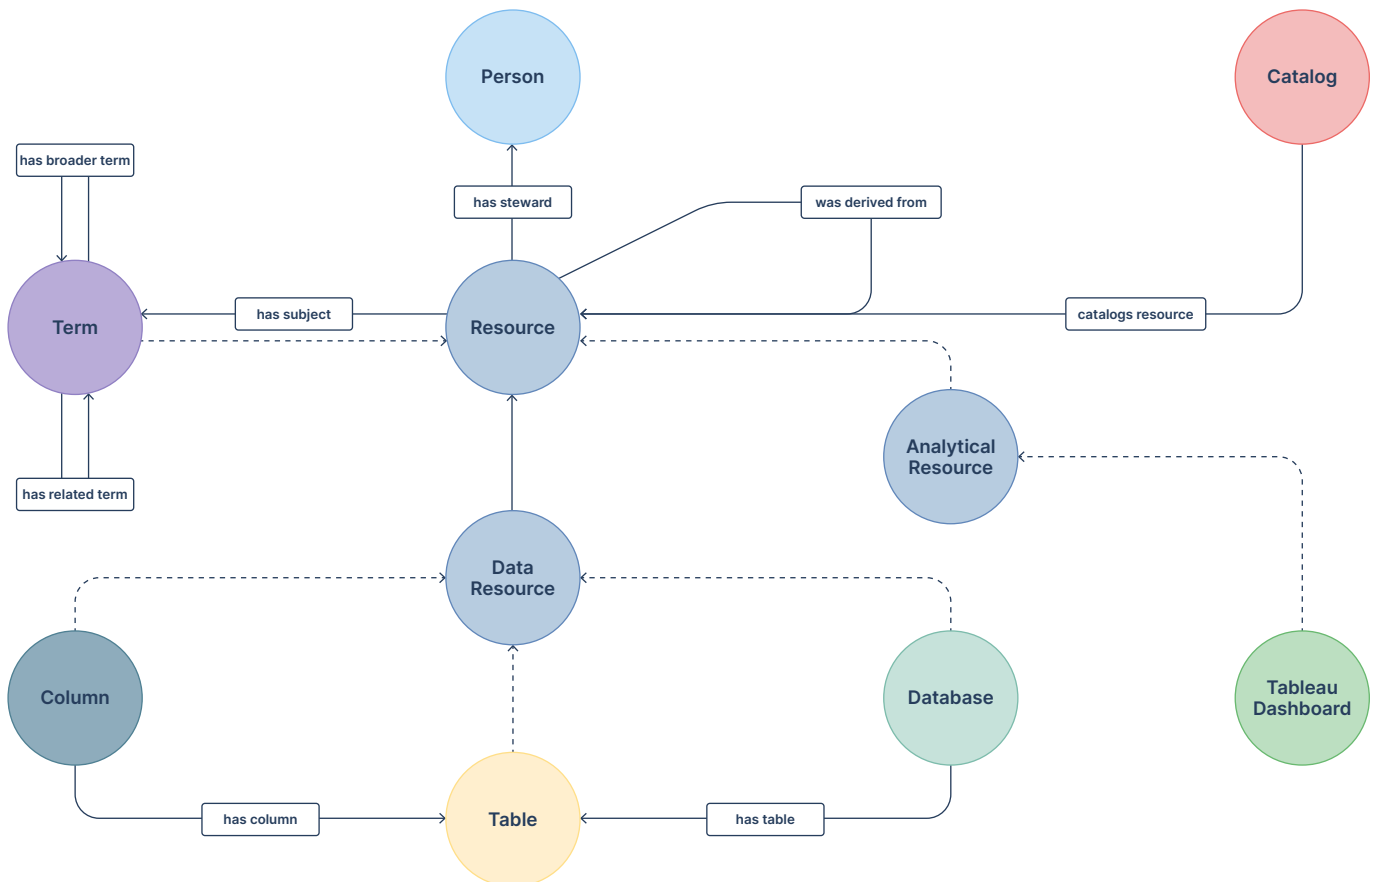 Person
Catalog
has broader term
has steward
was derived from
has subject
catalogs resource
Term
Resource
Analytical
Resource
has related term
Data
Resource
Column
Database
Tableau
Dashboard
has column
Table
has table